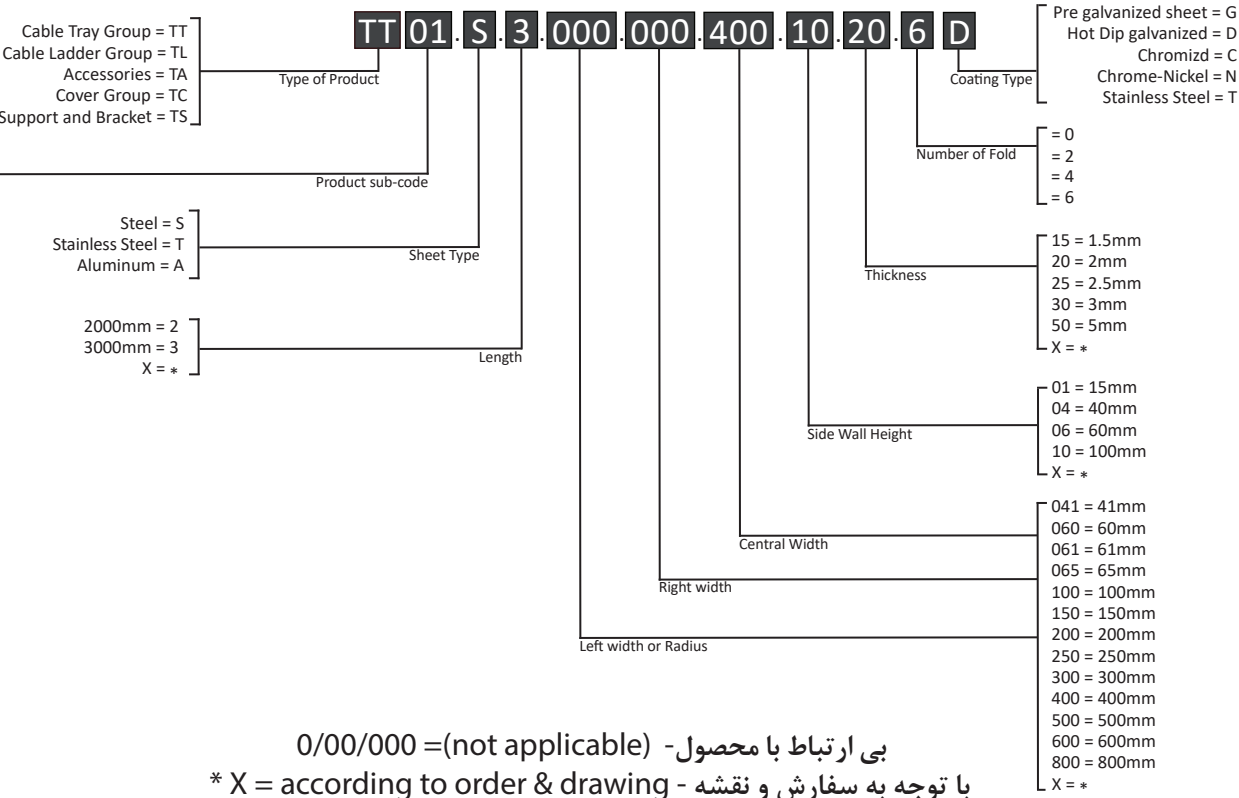 TT 01 . S . 3 . 000 . 000 . 400 . 10 . 20 . 6 D
Cable Tray Group = TT
Cable Ladder Group = TL
Accessories = TA
Cover Group = TC
Support and Bracket = TS
Type of Product
Product sub-code
Steel = S
Stainless Steel = T
Aluminum = A
Sheet Type
2000mm = 2
3000mm = 3
X = *
Length
Pre galvanized sheet = G
Hot Dip galvanized = D
Chromizd = C
Chrome-Nickel = N
Stainless Steel = T
Coating Type
= 0
= 2
= 4
= 6
Number of Fold
15 = 1.5mm
20 = 2mm
25 = 2.5mm
30 = 3mm
50 = 5mm
X = *
Thickness
01 = 15mm
04 = 40mm
06 = 60mm
10 = 100mm
X = *
Side Wall Height
041 = 41mm
060 = 60mm
061 = 61mm
065 = 65mm
100 = 100mm
150 = 150mm
200 = 200mm
250 = 250mm
300 = 300mm
400 = 400mm
500 = 500mm
600 = 600mm
800 = 800mm
X = *
Central Width
Right width
Left width or Radius
0/00/000 =(not applicable) - بی ارتباط با محصول
* X = according to order & drawing - با توجه به سفارش و نقشه